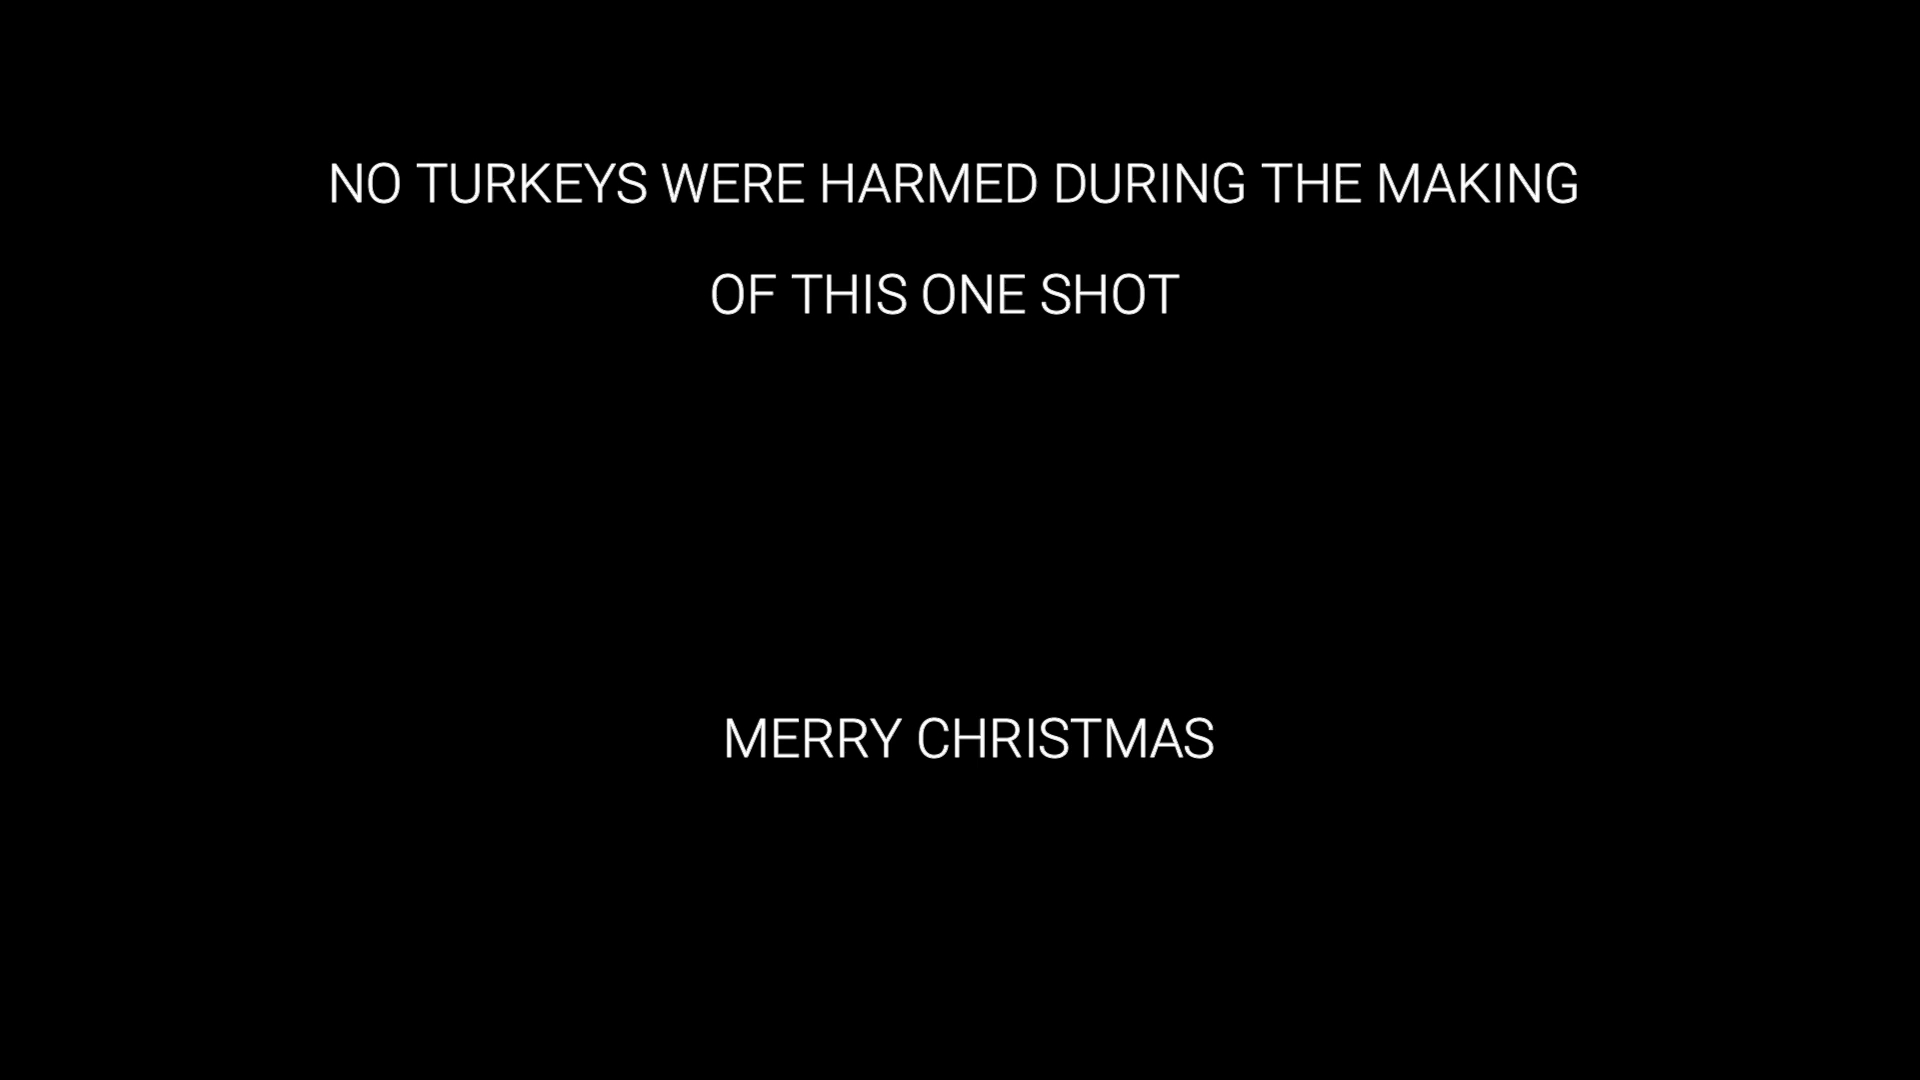 NO TURKEYS WERE HARMED DURING THE MAKING
OF THIS ONE SHOT
MERRY CHRISTMAS